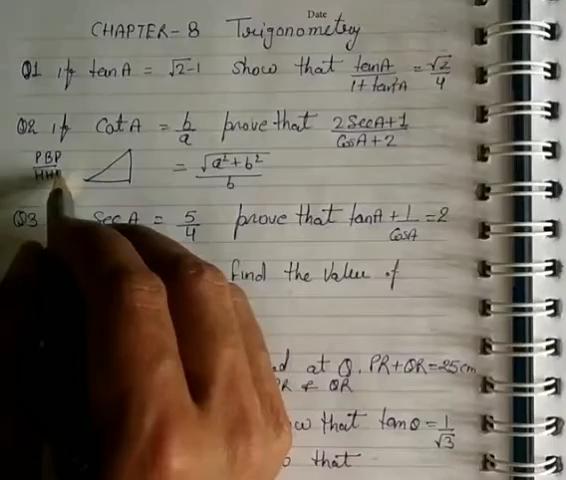 Date
CHAPTER-8 Trigonometry
Q1 if tanA = √2-1 show that tanA/1+tan²A = √2/4
Q2 if CotA = b/a prove that 2SecA+1/CosA+2
PBP/HH = √a²+b²/b
Q3 SecA = 5/4 prove that tanA+1/CosA=2
find the value of
at Q. PR+QR=25cm
& QR
that tanθ=1/√3
that